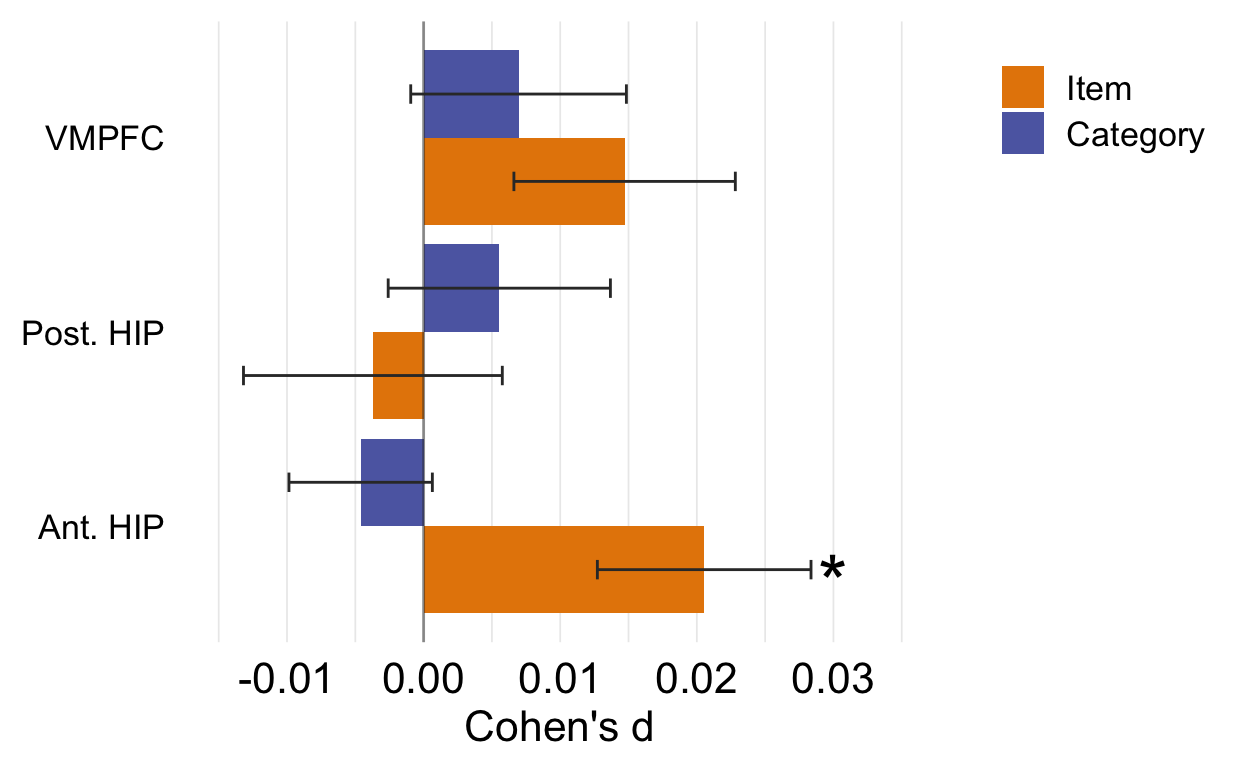 Item
Category
VMPFC
Post. HIP
Ant. HIP
*
-0.01 0.00 0.01 0.02 0.03
Cohen's d